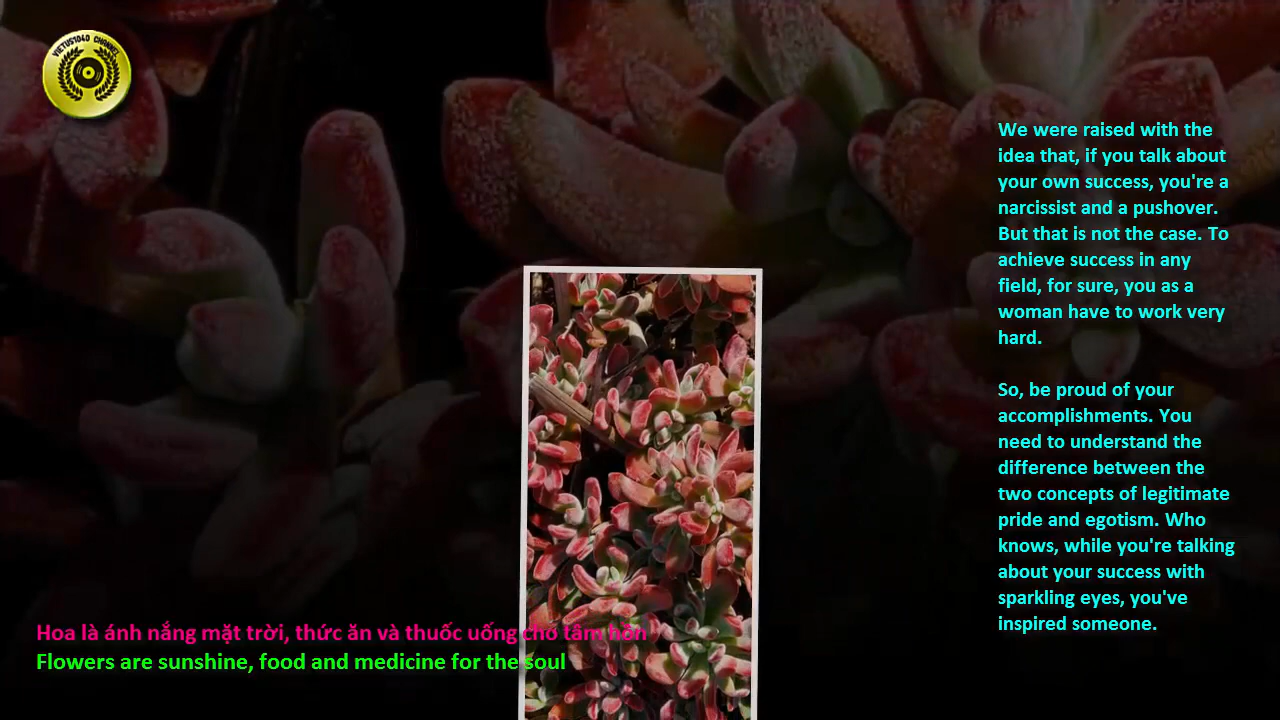 VIETUS1040 CHONNEL
We were raised with the
idea that, if you talk about
your own success, you're a
narcissist and a pushover.
But that is not the case. To
achieve success in any
field, for sure, you as a
woman have to work very
hard.
So, be proud of your
accomplishments. You
need to understand the
difference between the
two concepts of legitimate
pride and egotism. Who
knows, while you're talking
about your success with
sparkling eyes, you've
inspired someone.
Hoa là ánh nắng mặt trời, thức ăn và thuốc uống cho tâm hồn
Flowers are sunshine, food and medicine for the soul